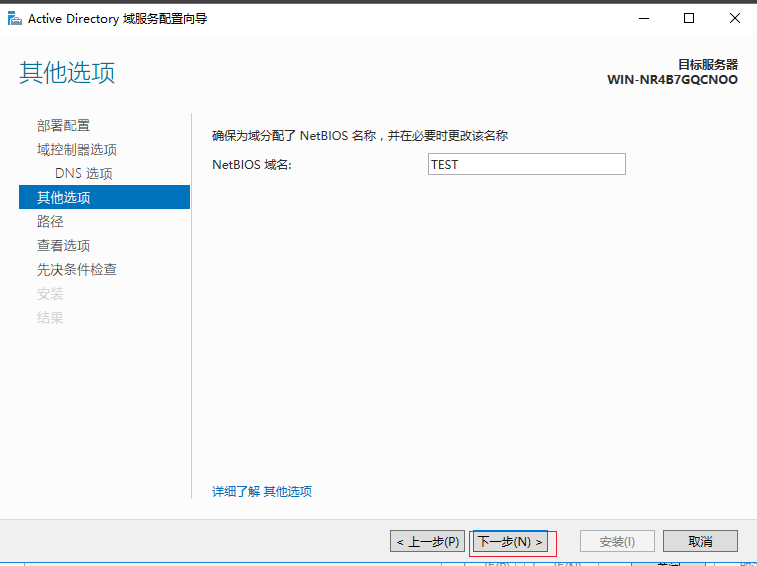 Active Directory 域服务配置向导
其他选项
目标服务器
WIN-NR4B7GQCNOO
部署配置
域控制器选项
DNS 选项
其他选项
路径
查看选项
先决条件检查
安装
结果
确保为域分配了 NetBIOS 名称，并在必要时更改该名称
NetBIOS 域名:
TEST
详细了解 其他选项
< 上一步(P)
下一步(N) >
安装(I)
取消